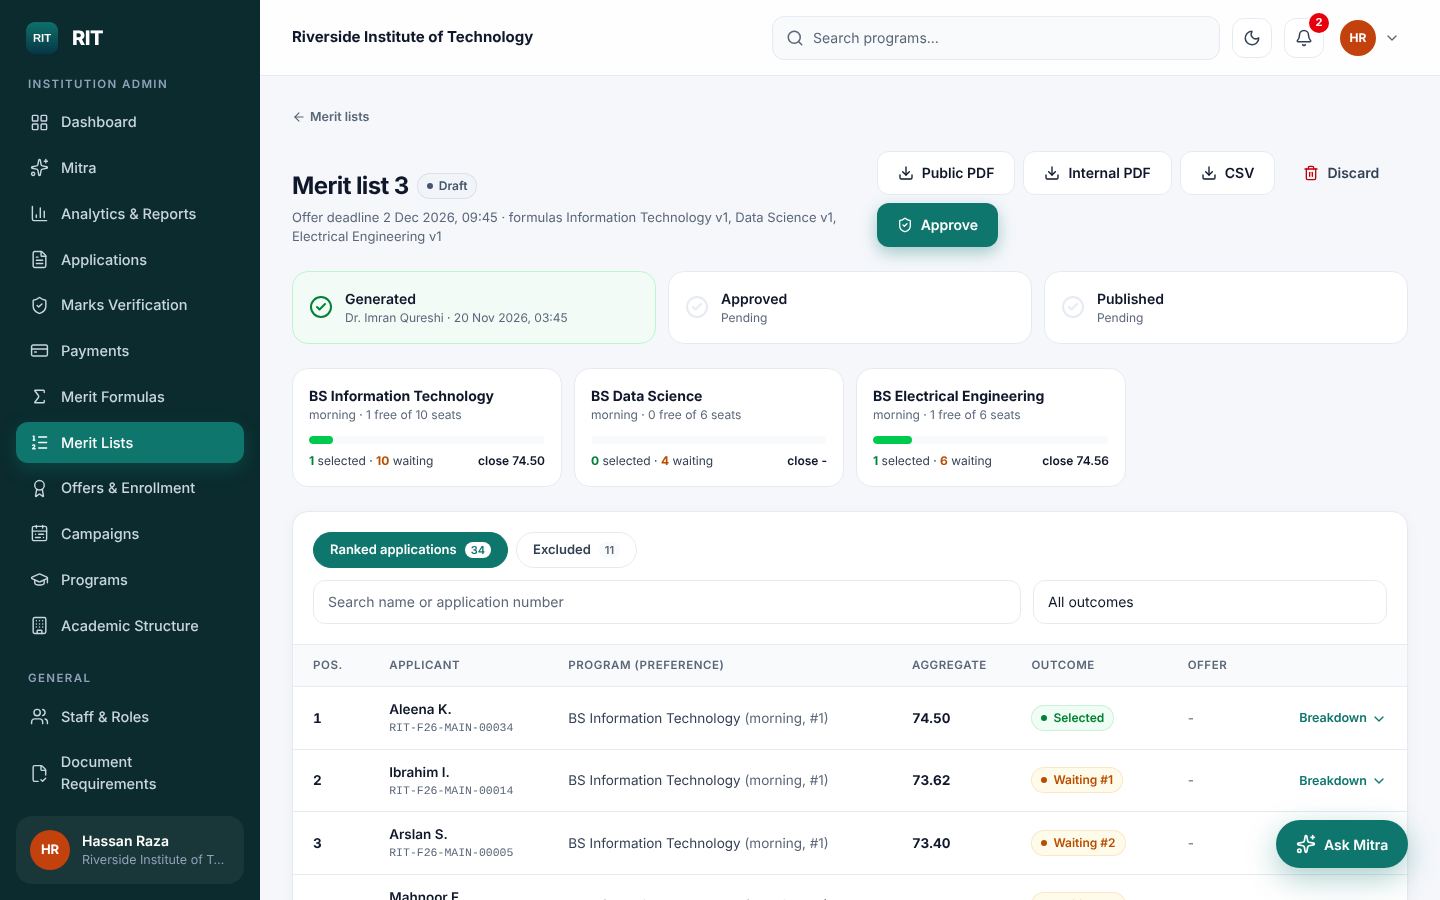 RIT
RIT
INSTITUTION ADMIN
Dashboard
Mitra
Analytics & Reports
Applications
Marks Verification
Payments
Merit Formulas
Merit Lists
Offers & Enrollment
Campaigns
Programs
Academic Structure
GENERAL
Staff & Roles
Document
Requirements
HR
Hassan Raza
Riverside Institute of T...
Riverside Institute of Technology
Search programs...
2
HR
Merit lists
Merit list 3
Draft
Offer deadline 2 Dec 2026, 09:45 · formulas Information Technology v1, Data Science v1,
Electrical Engineering v1
Public PDF
Internal PDF
CSV
Discard
Approve
Generated
Dr. Imran Qureshi · 20 Nov 2026, 03:45
Approved
Pending
Published
Pending
BS Information Technology
morning · 1 free of 10 seats
1 selected · 10 waiting
close 74.50
BS Data Science
morning · 0 free of 6 seats
0 selected · 4 waiting
close -
BS Electrical Engineering
morning · 1 free of 6 seats
1 selected · 6 waiting
close 74.56
Ranked applications 34
Excluded 11
Search name or application number
All outcomes
POS. APPLICANT PROGRAM (PREFERENCE) AGGREGATE OUTCOME OFFER
1 Aleena K. BS Information Technology (morning, #1) 74.50 Selected - Breakdown
RIT-F26-MAIN-00034
2 Ibrahim I. BS Information Technology (morning, #1) 73.62 Waiting #1 - Breakdown
RIT-F26-MAIN-00014
3 Arslan S. BS Information Technology (morning, #1) 73.40 Waiting #2 -
RIT-F26-MAIN-00005
Ask Mitra